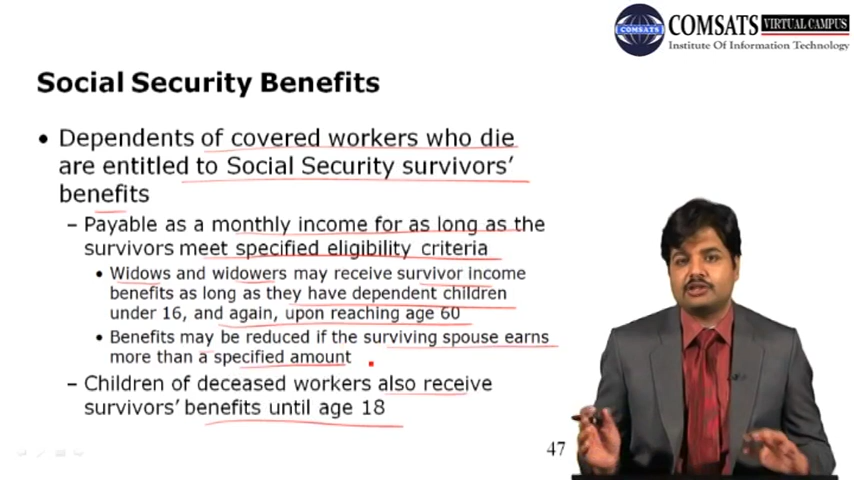 COMSATS VIRTUAL CAMPUS
COMSATS
Institute Of Information Technology
Social Security Benefits
• Dependents of covered workers who die
are entitled to Social Security survivors’
benefits
– Payable as a monthly income for as long as the
survivors meet specified eligibility criteria
• Widows and widowers may receive survivor income
benefits as long as they have dependent children
under 16, and again, upon reaching age 60
• Benefits may be reduced if the surviving spouse earns
more than a specified amount
– Children of deceased workers also receive
survivors’ benefits until age 18
47